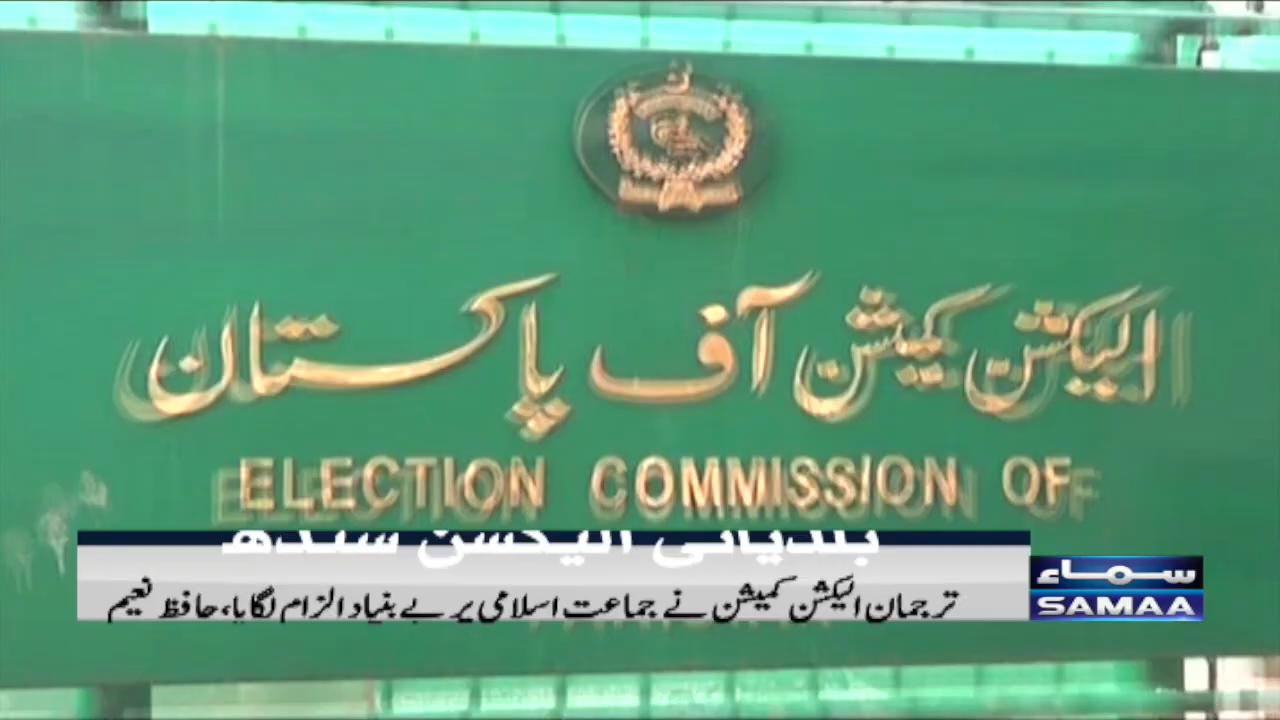 الیکشن کمیشن آف پاکستان
ELECTION COMMISSION OF
بلدیاتی الیکشن سندھ
ترجمان الیکشن کمیشن نے جماعت اسلامی پر بے بنیاد الزام لگایا، حافظ نعیم
سماء
SAMAA